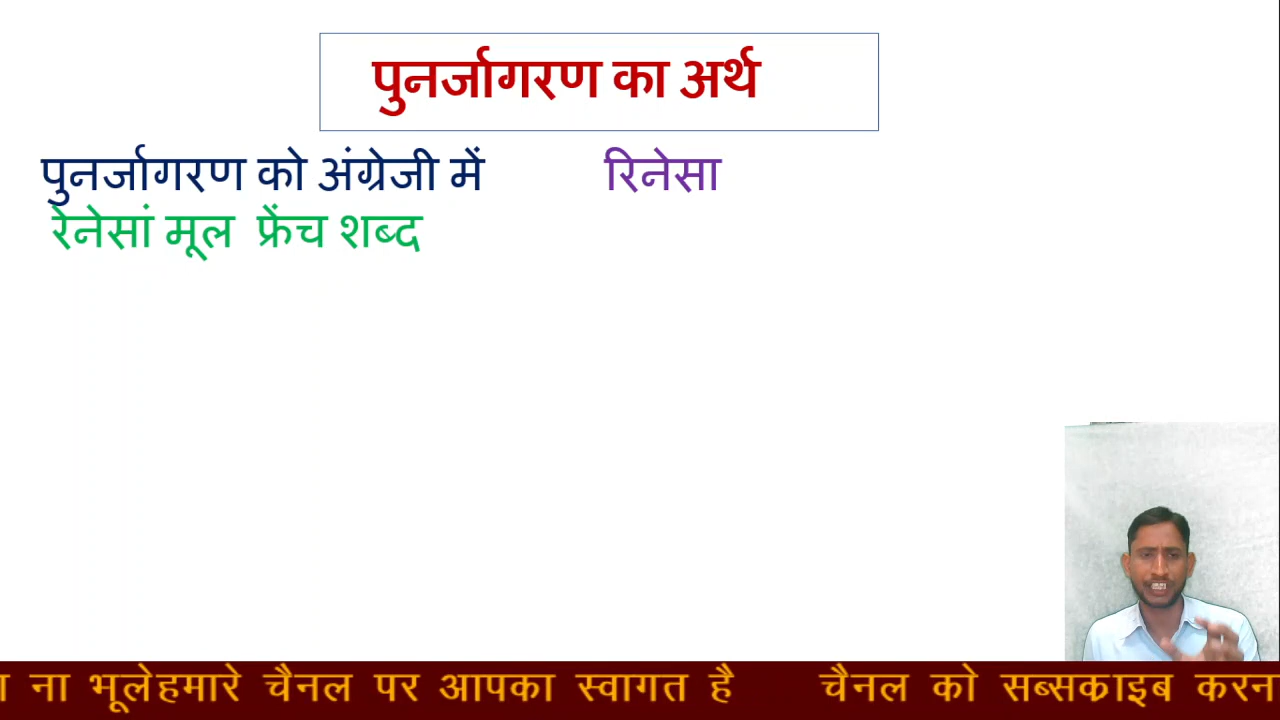 पुनर्जागरण का अर्थ
पुनर्जागरण को अंग्रेजी में रिनेसा
रेनेसां मूल फ्रेंच शब्द
ना भूलेहमारे चैनल पर आपका स्वागत है चैनल को सब्सक्राइब करना